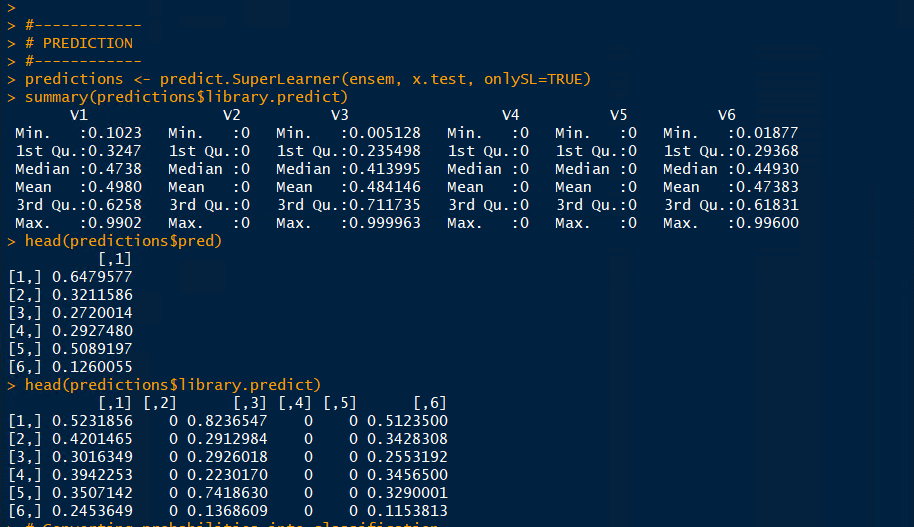 >
> #------------
> # PREDICTION
> #------------
> predictions <- predict.SuperLearner(ensem, x.test, onlySL=TRUE)
> summary(predictions$library.predict)
V1 V2 V3 V4 V5 V6
Min. :0.1023 Min. :0 Min. :0.005128 Min. :0 Min. :0 Min. :0.01877
1st Qu.:0.3247 1st Qu.:0 1st Qu.:0.235498 1st Qu.:0 1st Qu.:0 1st Qu.:0.29368
Median :0.4738 Median :0 Median :0.413995 Median :0 Median :0 Median :0.44930
Mean :0.4980 Mean :0 Mean :0.484146 Mean :0 Mean :0 Mean :0.47383
3rd Qu.:0.6258 3rd Qu.:0 3rd Qu.:0.711735 3rd Qu.:0 3rd Qu.:0 3rd Qu.:0.61831
Max. :0.9902 Max. :0 Max. :0.999963 Max. :0 Max. :0 Max. :0.99600
> head(predictions$pred)
[,1]
[1,] 0.6479577
[2,] 0.3211586
[3,] 0.2720014
[4,] 0.2927480
[5,] 0.5089197
[6,] 0.1260055
> head(predictions$library.predict)
[,1] [,2] [,3] [,4] [,5] [,6]
[1,] 0.5231856 0 0.8236547 0 0 0.5123500
[2,] 0.4201465 0 0.2912984 0 0 0.3428308
[3,] 0.3016349 0 0.2926018 0 0 0.2553192
[4,] 0.3942253 0 0.2230170 0 0 0.3456500
[5,] 0.3507142 0 0.7418630 0 0 0.3290001
[6,] 0.2453649 0 0.1368609 0 0 0.1153813
> # Converting probabilities into classification